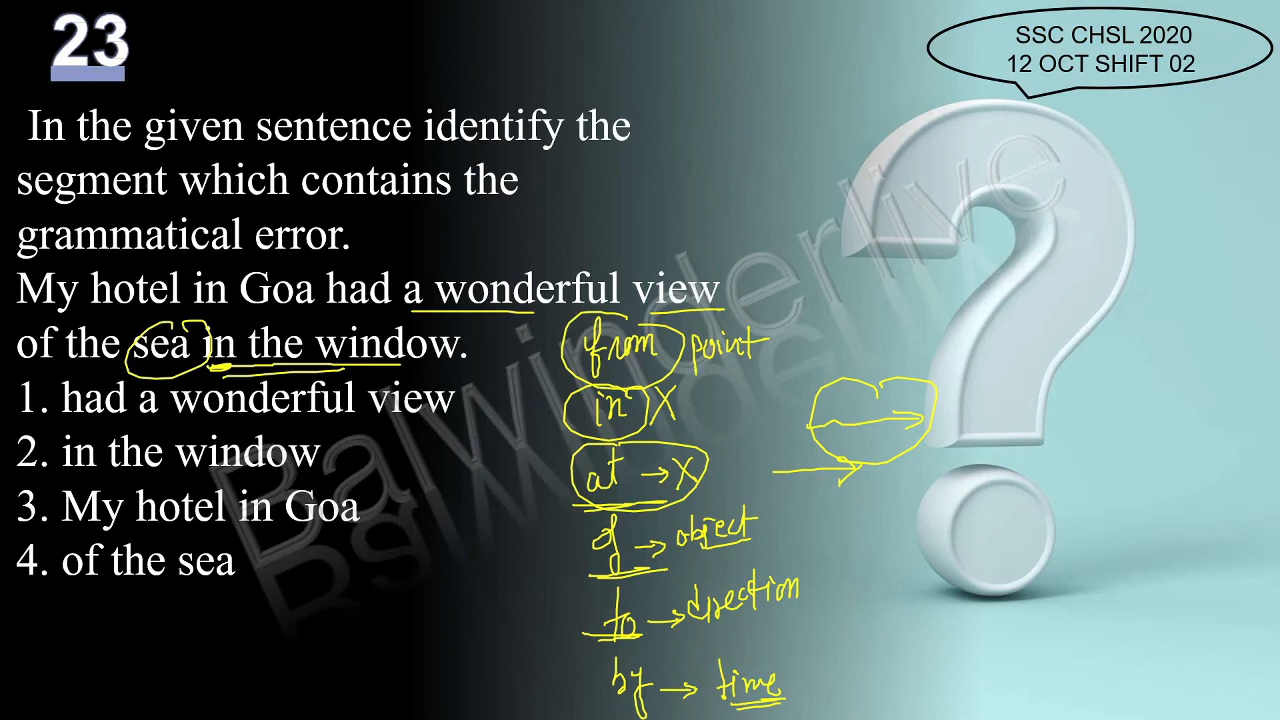 23
SSC CHSL 2020
12 OCT SHIFT 02
In the given sentence identify the
segment which contains the
grammatical error.
My hotel in Goa had a wonderful view
of the sea in the window.
1. had a wonderful view
2. in the window
3. My hotel in Goa
4. of the sea
from point
in X
at → X
of → object
to → direction
by → time
Balwinderlive